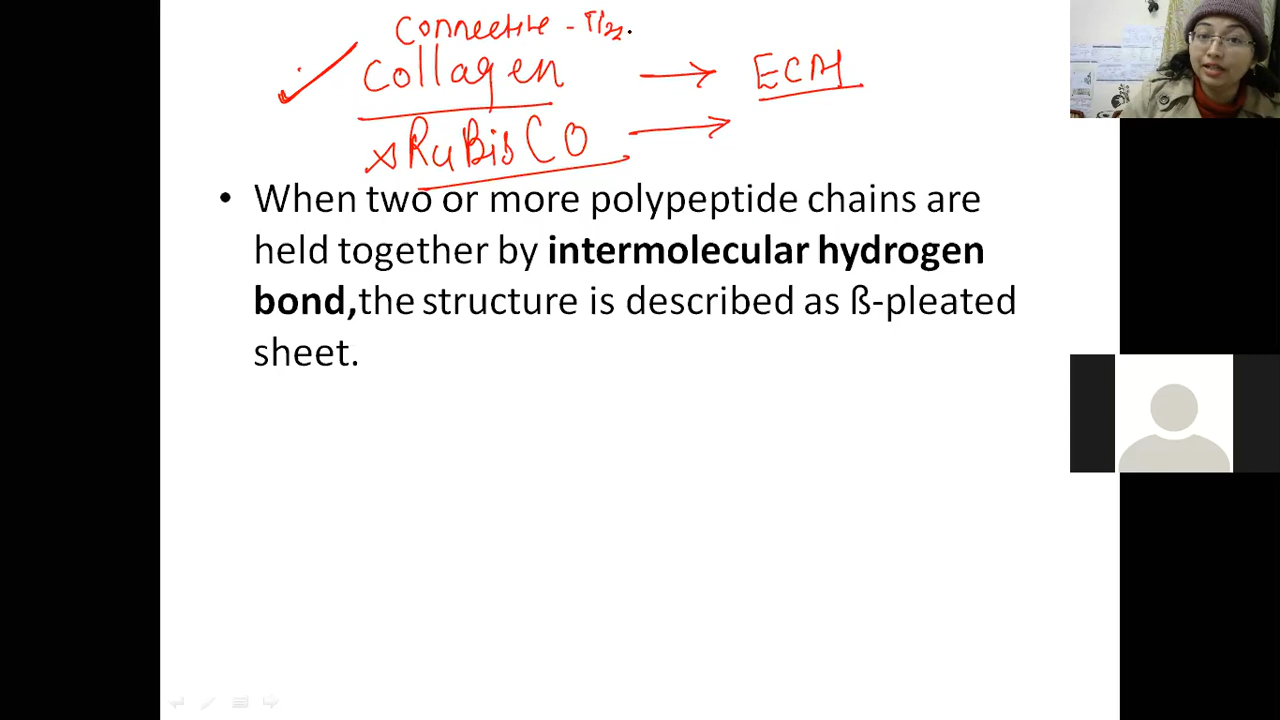 Connective - Tiss.
Collagen → ECM
RuBisCO →
• When two or more polypeptide chains are
held together by intermolecular hydrogen
bond,the structure is described as ß-pleated
sheet.